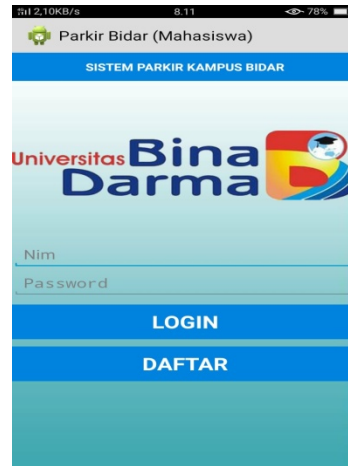 2,10KB/s 8.11 78%
Parkir Bidar (Mahasiswa)
SISTEM PARKIR KAMPUS BIDAR
Universitas Bina
Darma
Nim
Password
LOGIN
DAFTAR